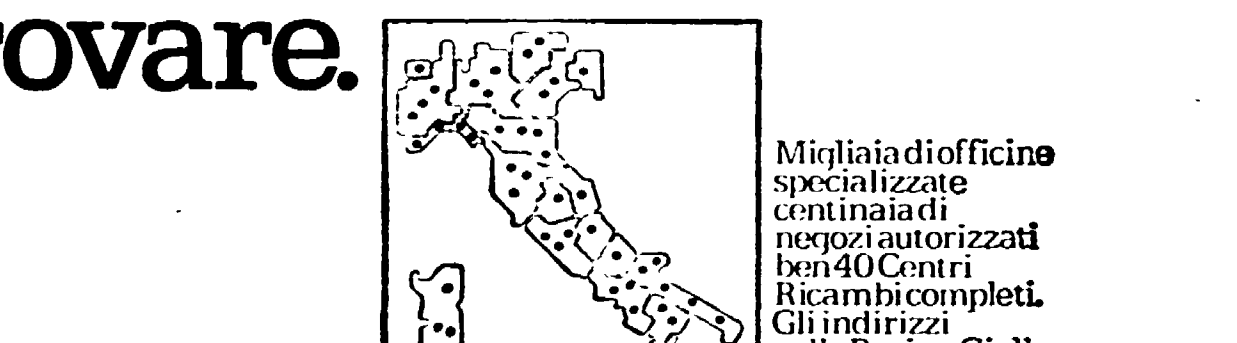 ovare.
Migliaia di officine
specializzate
centinaia di
negozi autorizzati
ben 40 Centri
Ricambi completi.
Gli indirizzi